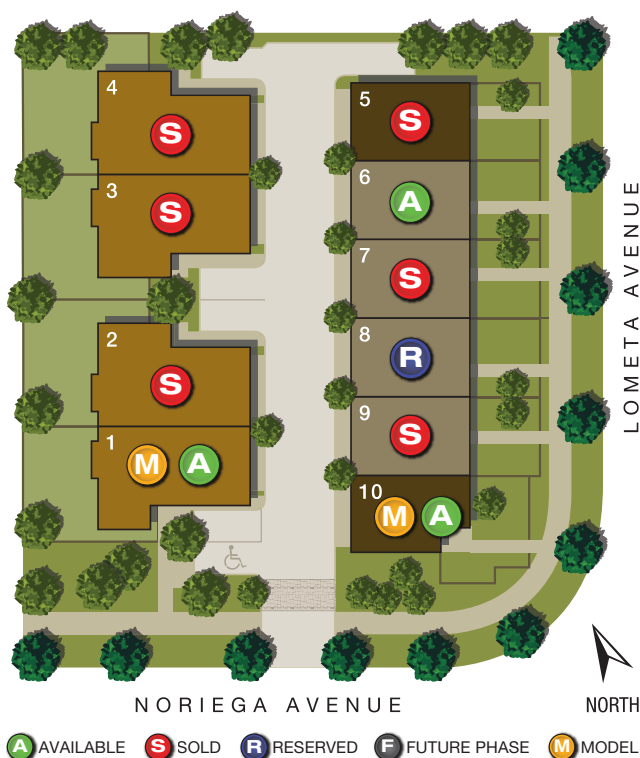 4
S
3
S
2
S
1
M A
5
S
6
A
7
S
8
R
9
S
10
M A
LOMETA AVENUE
NORIEGA AVENUE
NORTH
A AVAILABLE S SOLD R RESERVED F FUTURE PHASE M MODEL